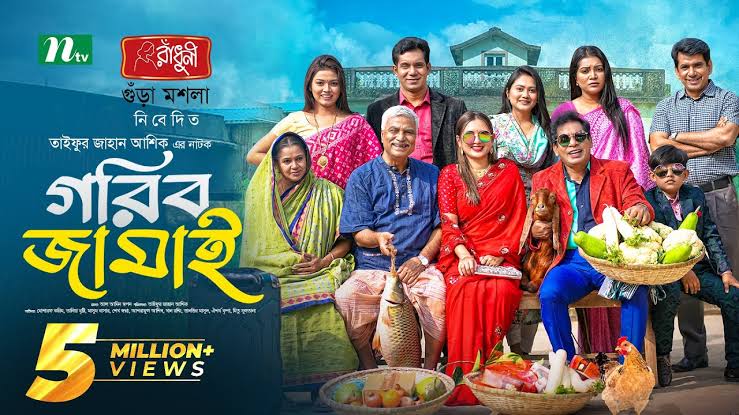 ntv
রাঁধুনী
গুঁড়া মশলা
নিবেদিত
তাইফুর জাহান আশিক এর নাটক
গরিব
জামাই
5 MILLION+
VIEWS